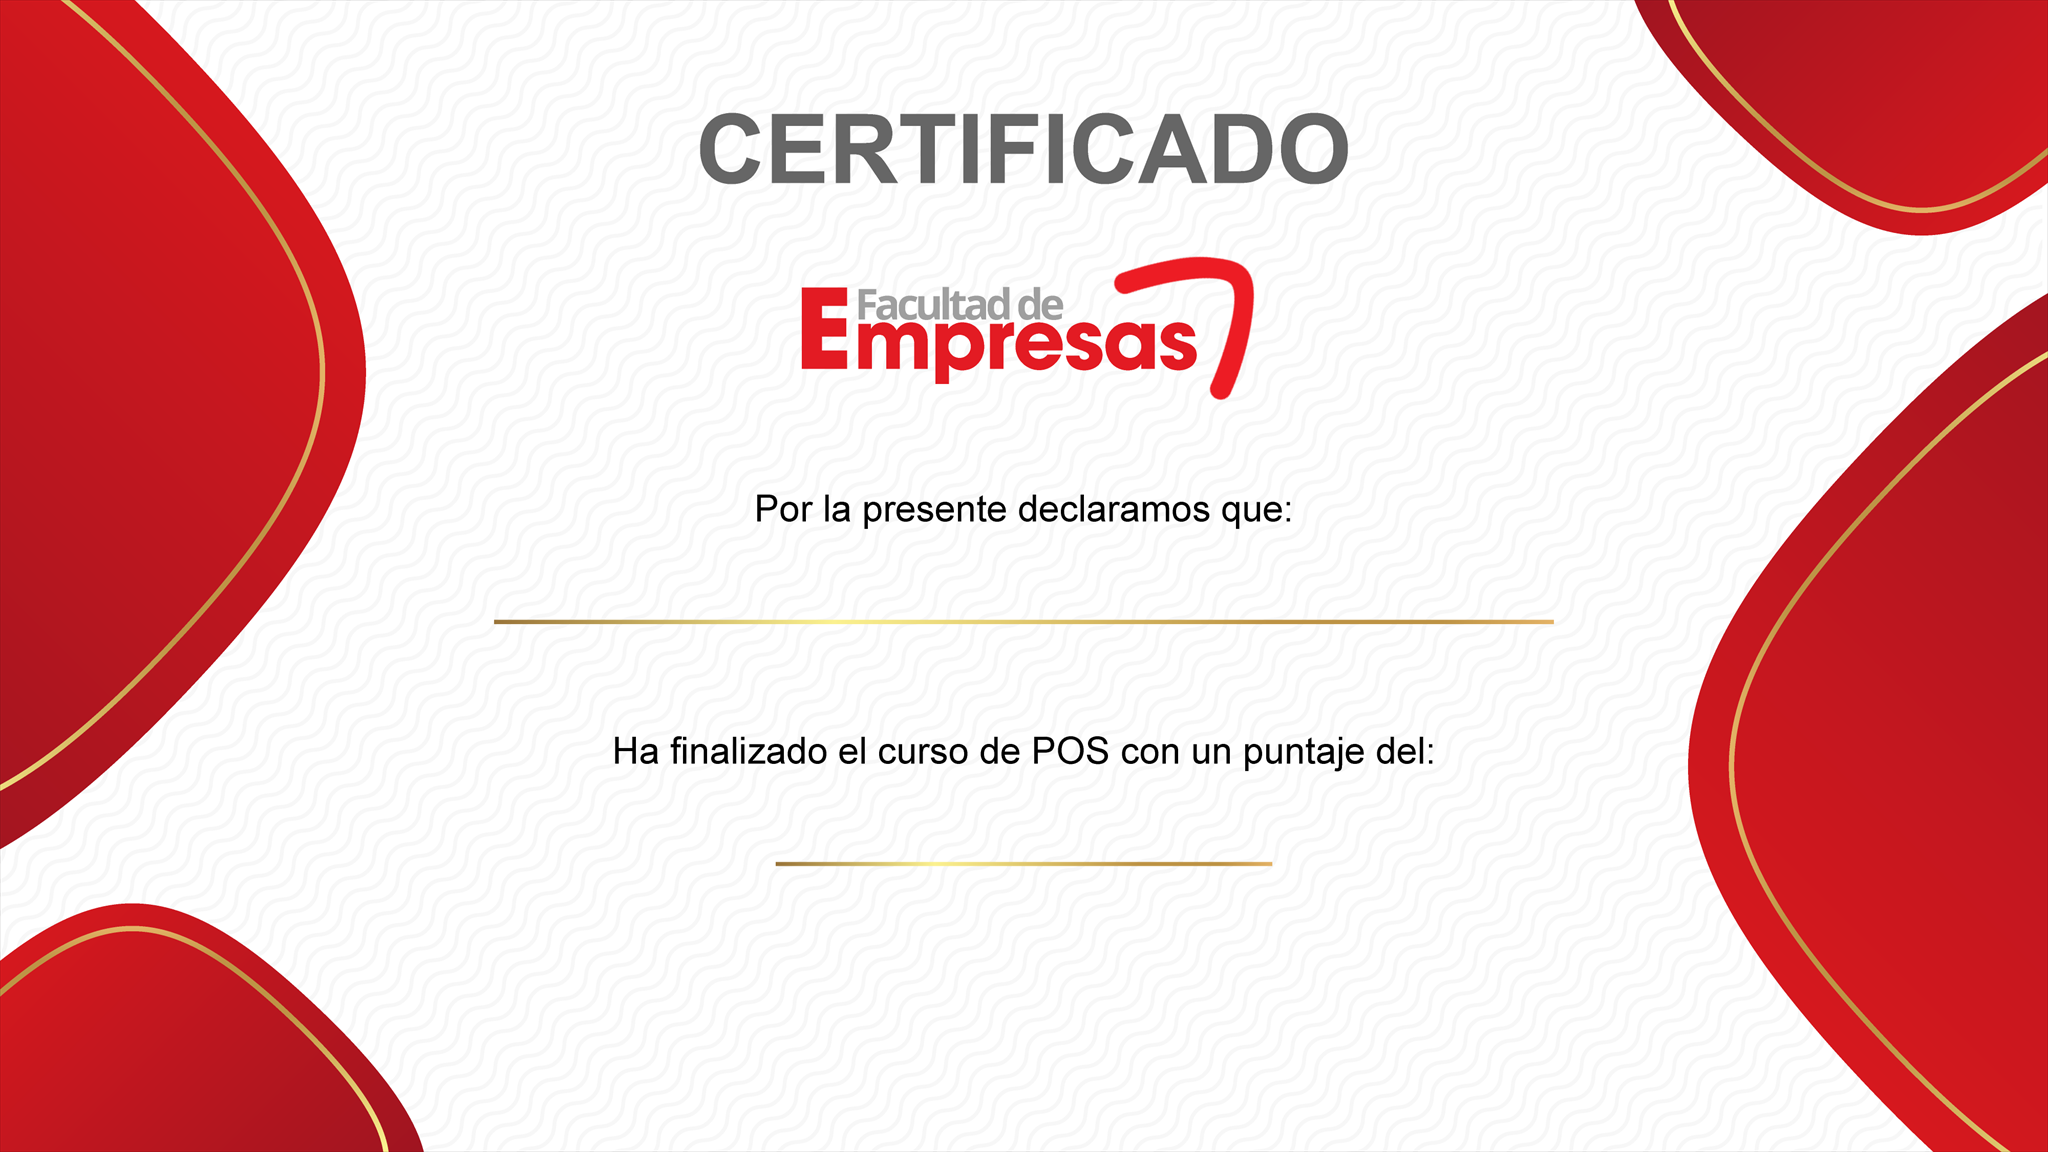 CERTIFICADO
Facultad de
Empresas
Por la presente declaramos que:
Ha finalizado el curso de POS con un puntaje del: